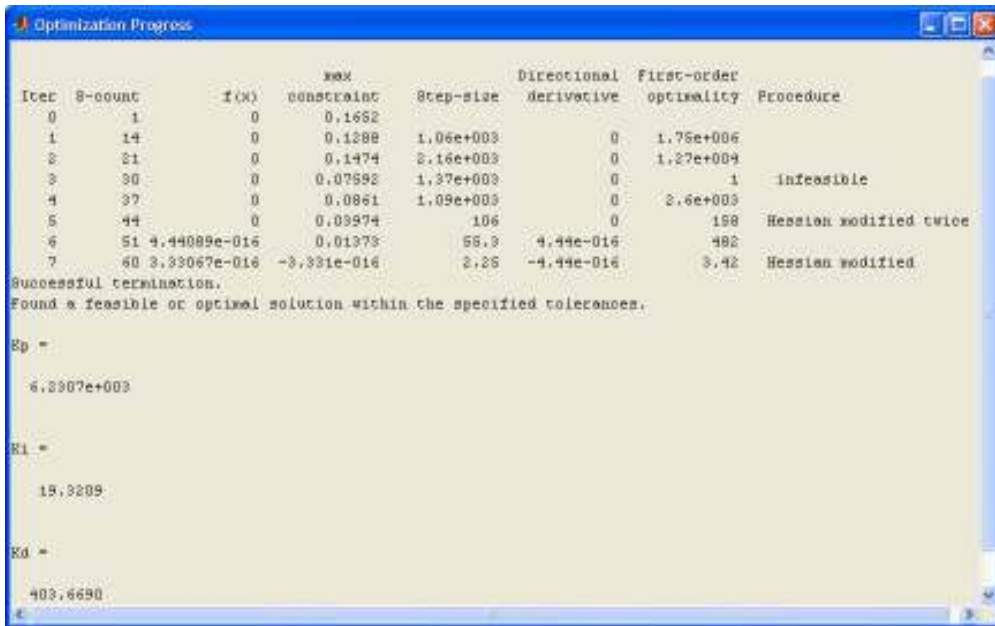 Optimization Progress
max Directional First-order
Iter S-count f(x) constraint Step-size derivative optimality Procedure
0 1 0 0.1652
1 14 0 0.1288 1.06e+003 0 1.75e+006
2 21 0 0.1474 2.16e+003 0 1.27e+004
3 30 0 0.07592 1.37e+003 0 1 infeasible
4 37 0 0.0861 1.09e+003 0 2.6e+003
5 44 0 0.03974 106 0 158 Hessian modified twice
6 51 4.44089e-016 0.01373 55.3 4.44e-016 482
7 60 3.33067e-016 -3.331e-016 2.25 -4.44e-016 3.42 Hessian modified
Successful termination.
Found a feasible or optimal solution within the specified tolerances.
Kp =
6.2307e+003
Ki =
19.3209
Kd =
403.6690